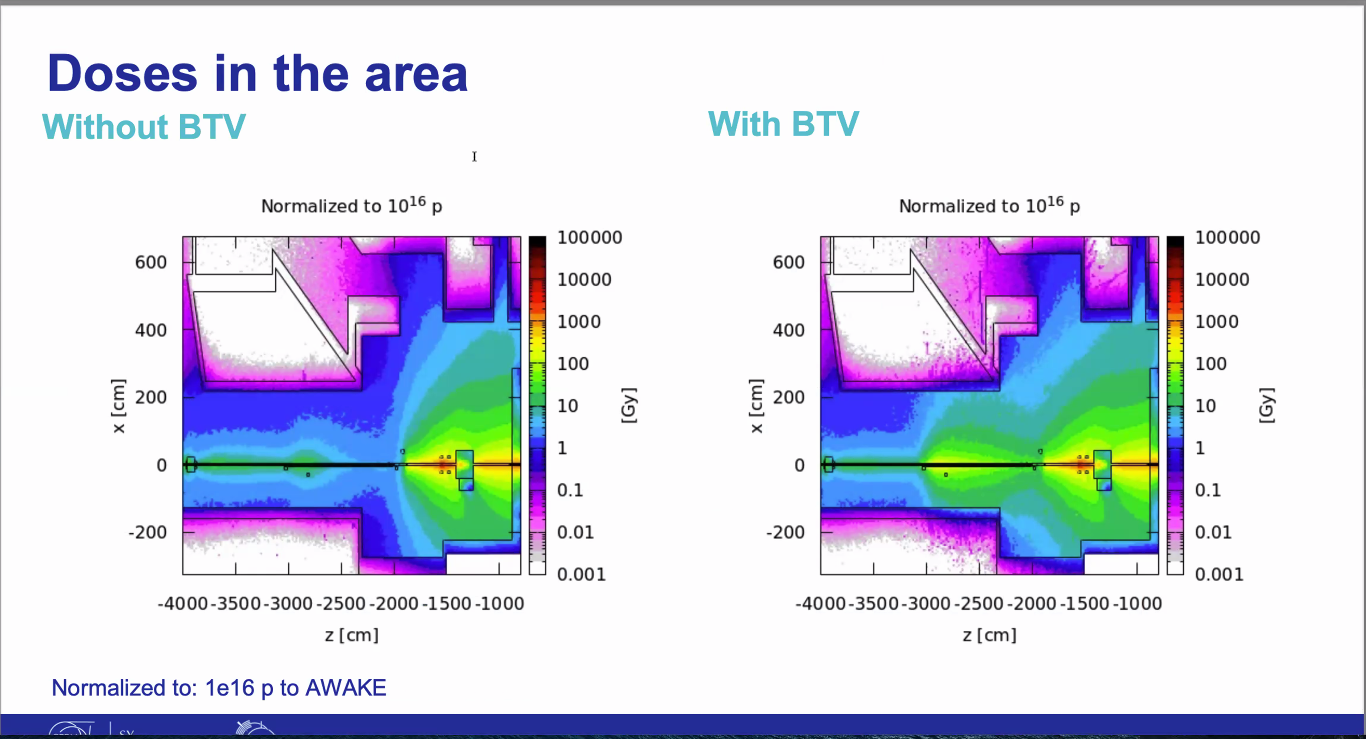 Doses in the area
Without BTV
With BTV
Normalized to 10¹⁶ p
600
400
200
0
-200
x [cm]
-4000 -3500 -3000 -2500 -2000 -1500 -1000
z [cm]
100000
10000
1000
100
10
1
0.1
0.01
0.001
[Gy]
Normalized to 10¹⁶ p
600
400
200
0
-200
x [cm]
-4000 -3500 -3000 -2500 -2000 -1500 -1000
z [cm]
100000
10000
1000
100
10
1
0.1
0.01
0.001
[Gy]
Normalized to: 1e16 p to AWAKE